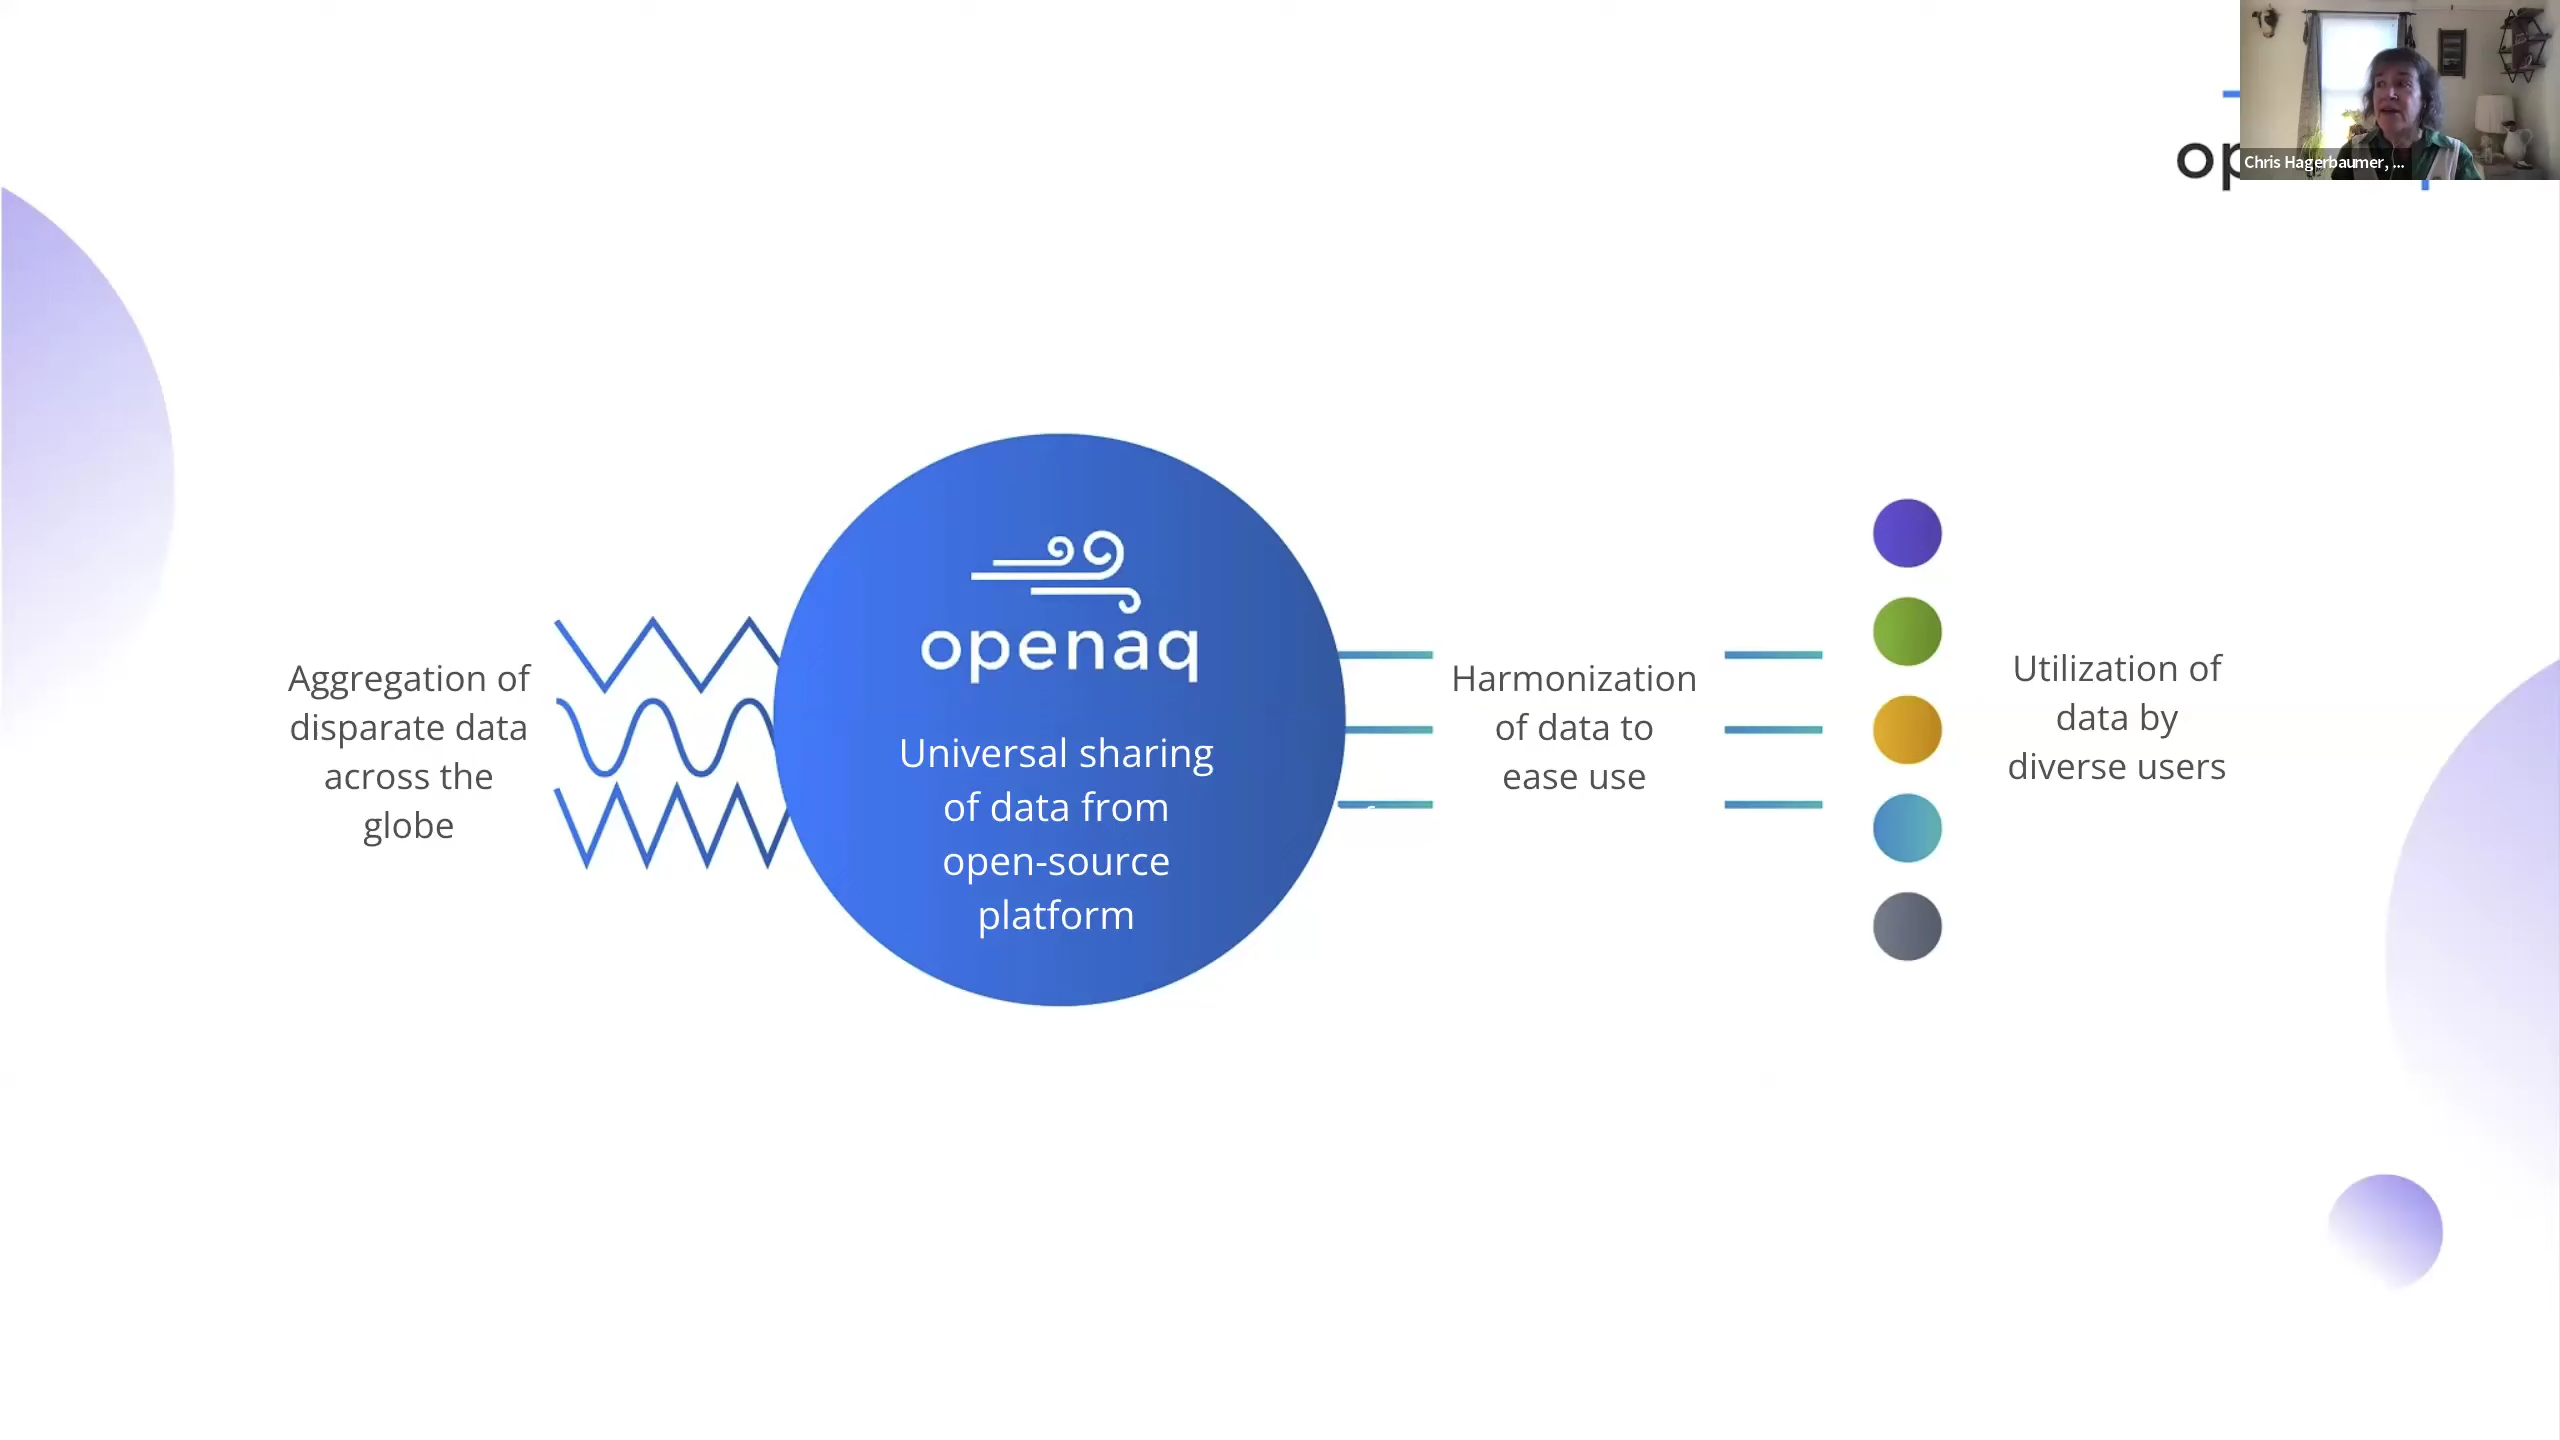 op
Chris Hagerbaumer, ...
openaq
Universal sharing
of data from
open-source
platform
Aggregation of
disparate data
across the
globe
Harmonization
of data to
ease use
Utilization of
data by
diverse users